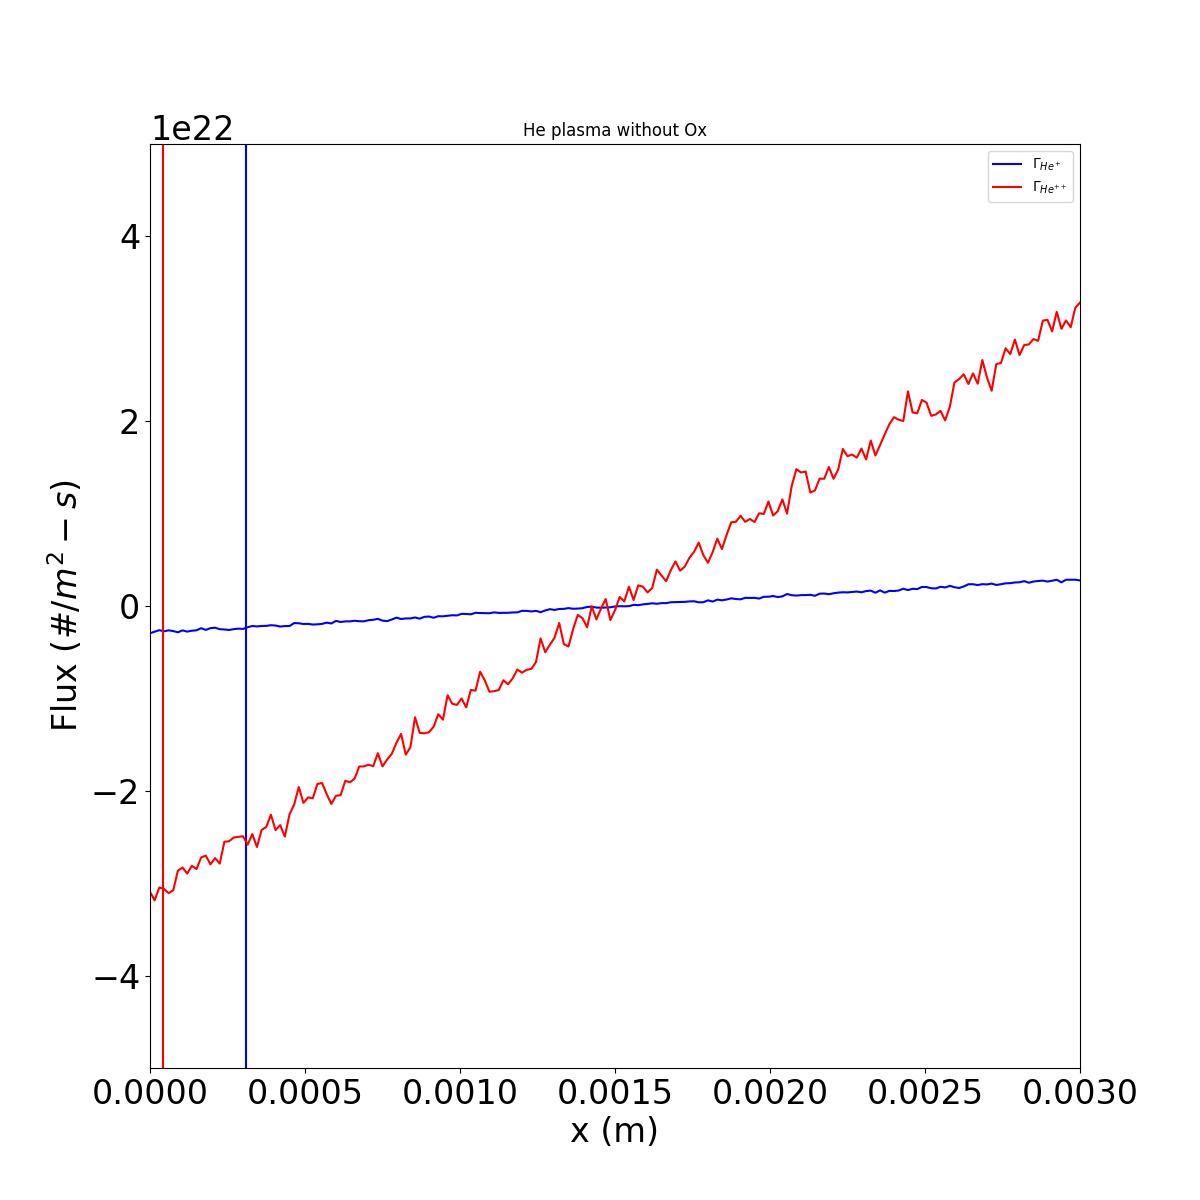 1e22
He plasma without Ox
Γ_{He⁺}
Γ_{He⁺⁺}
4
2
0
−2
−4
Flux (#/m² − s)
0.0000 0.0005 0.0010 0.0015 0.0020 0.0025 0.0030
x (m)